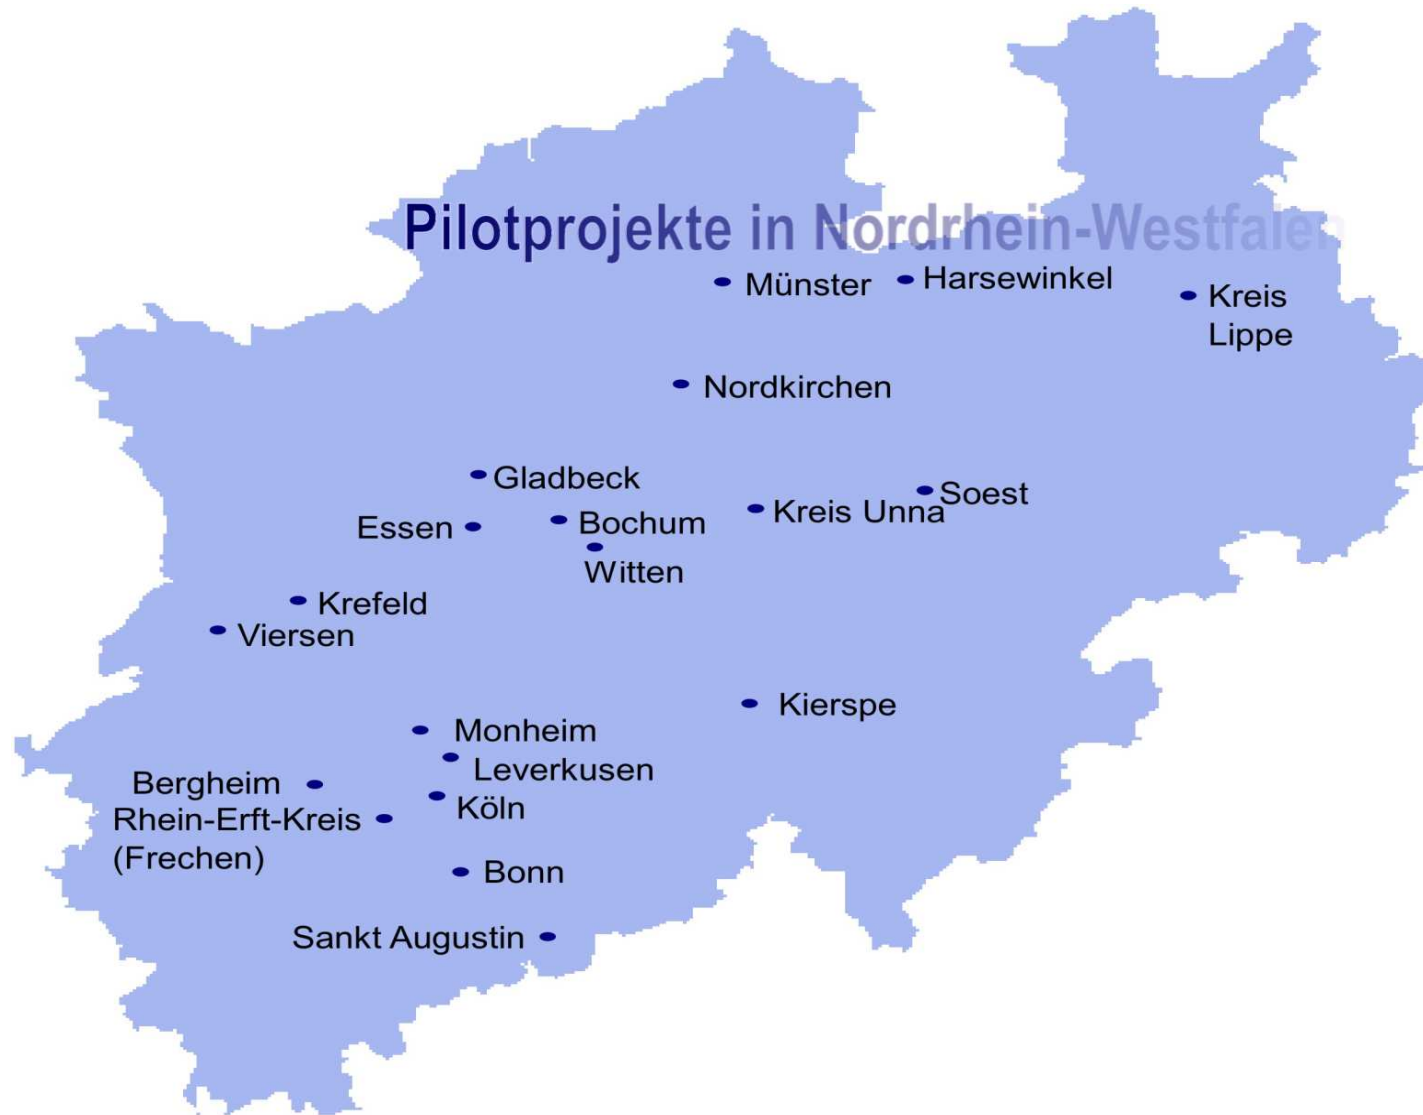 Pilotprojekte in Nordrhein-Westfalen
Münster
Harsewinkel
Kreis
Lippe
Nordkirchen
Gladbeck
Soest
Essen
Bochum
Kreis Unna
Witten
Krefeld
Viersen
Kierspe
Monheim
Leverkusen
Bergheim
Köln
Rhein-Erft-Kreis
(Frechen)
Bonn
Sankt Augustin